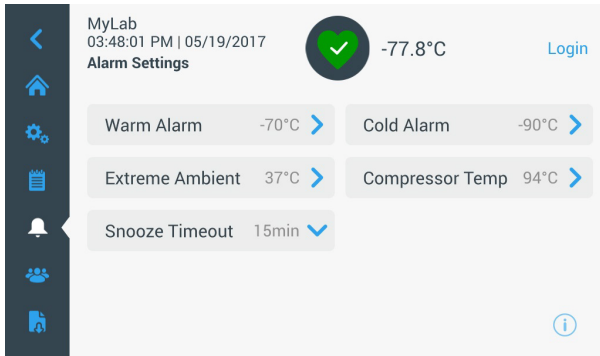 MyLab
03:48:01 PM | 05/19/2017
Alarm Settings
-77.8°C
Login
Warm Alarm -70°C
Cold Alarm -90°C
Extreme Ambient 37°C
Compressor Temp 94°C
Snooze Timeout 15min
i